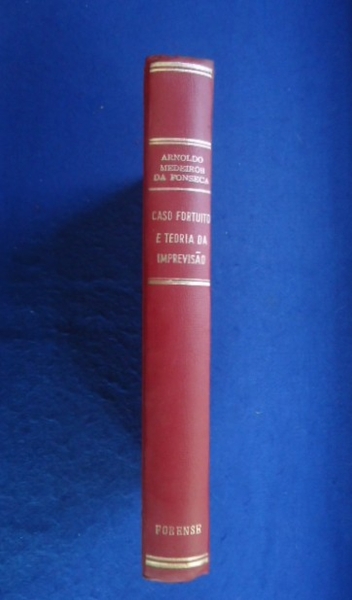 ARNOLDO
MEDEIROS
DA FONSECA
CASO FORTUITO
E TEORIA DA
IMPREVISÃO
FORENSE